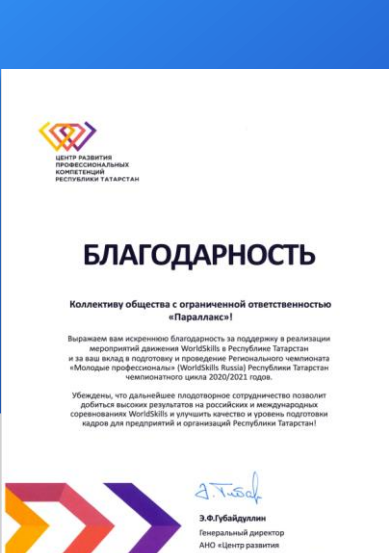 ЦЕНТР РАЗВИТИЯ
ПРОФЕССИОНАЛЬНЫХ
КОМПЕТЕНЦИЙ
РЕСПУБЛИКИ ТАТАРСТАН
БЛАГОДАРНОСТЬ
Коллективу общества с ограниченной ответственностью
«Параллакс»!
Выражаем вам искреннюю благодарность за поддержку в реализации
мероприятий движения WorldSkills в Республике Татарстан
и за ваш вклад в подготовку и проведение Регионального чемпионата
«Молодые профессионалы» (WorldSkills Russia) Республики Татарстан
чемпионатного цикла 2020/2021 годов.
Убеждены, что дальнейшее плодотворное сотрудничество позволит
добиться высоких результатов на российских и международных
соревнованиях WorldSkills и улучшить качество и уровень подготовки
кадров для предприятий и организаций Республики Татарстан!
Э.Ф.Губайдуллин
Генеральный директор
АНО «Центр развития